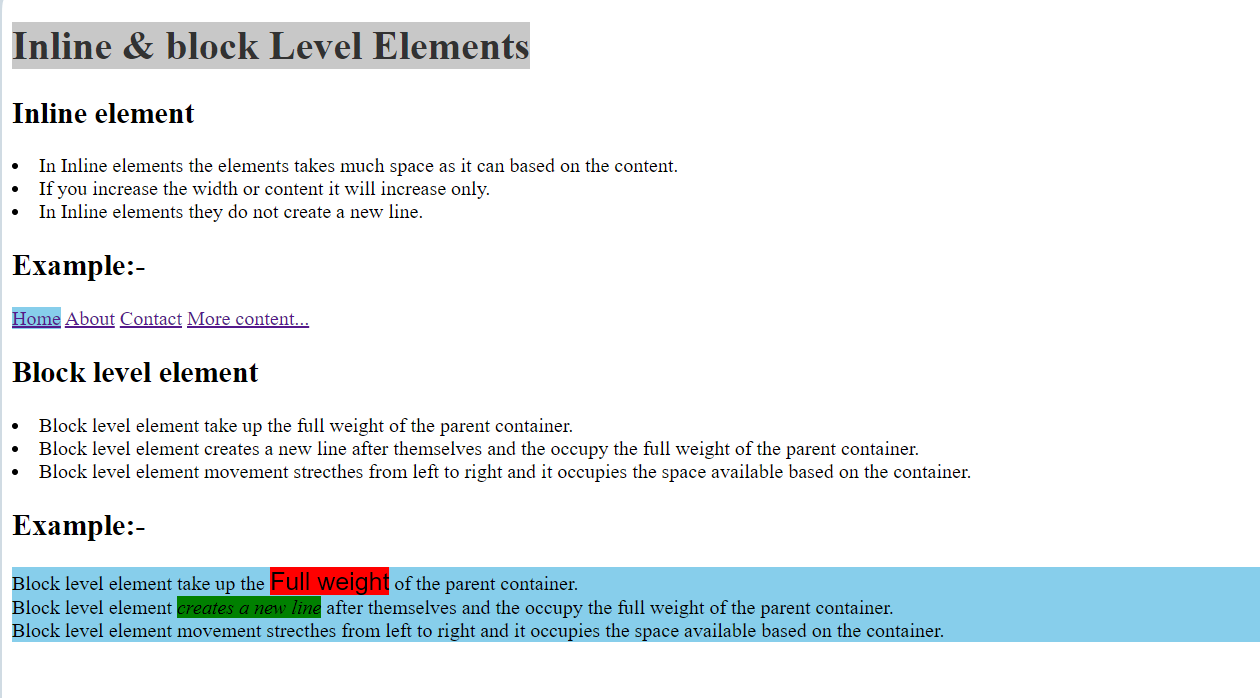 Inline & block Level Elements
Inline element
• In Inline elements the elements takes much space as it can based on the content.
• If you increase the width or content it will increase only.
• In Inline elements they do not create a new line.
Example:-
Home About Contact More content...
Block level element
• Block level element take up the full weight of the parent container.
• Block level element creates a new line after themselves and the occupy the full weight of the parent container.
• Block level element movement strecthes from left to right and it occupies the space available based on the container.
Example:-
Block level element take up the Full weight of the parent container.
Block level element creates a new line after themselves and the occupy the full weight of the parent container.
Block level element movement strecthes from left to right and it occupies the space available based on the container.